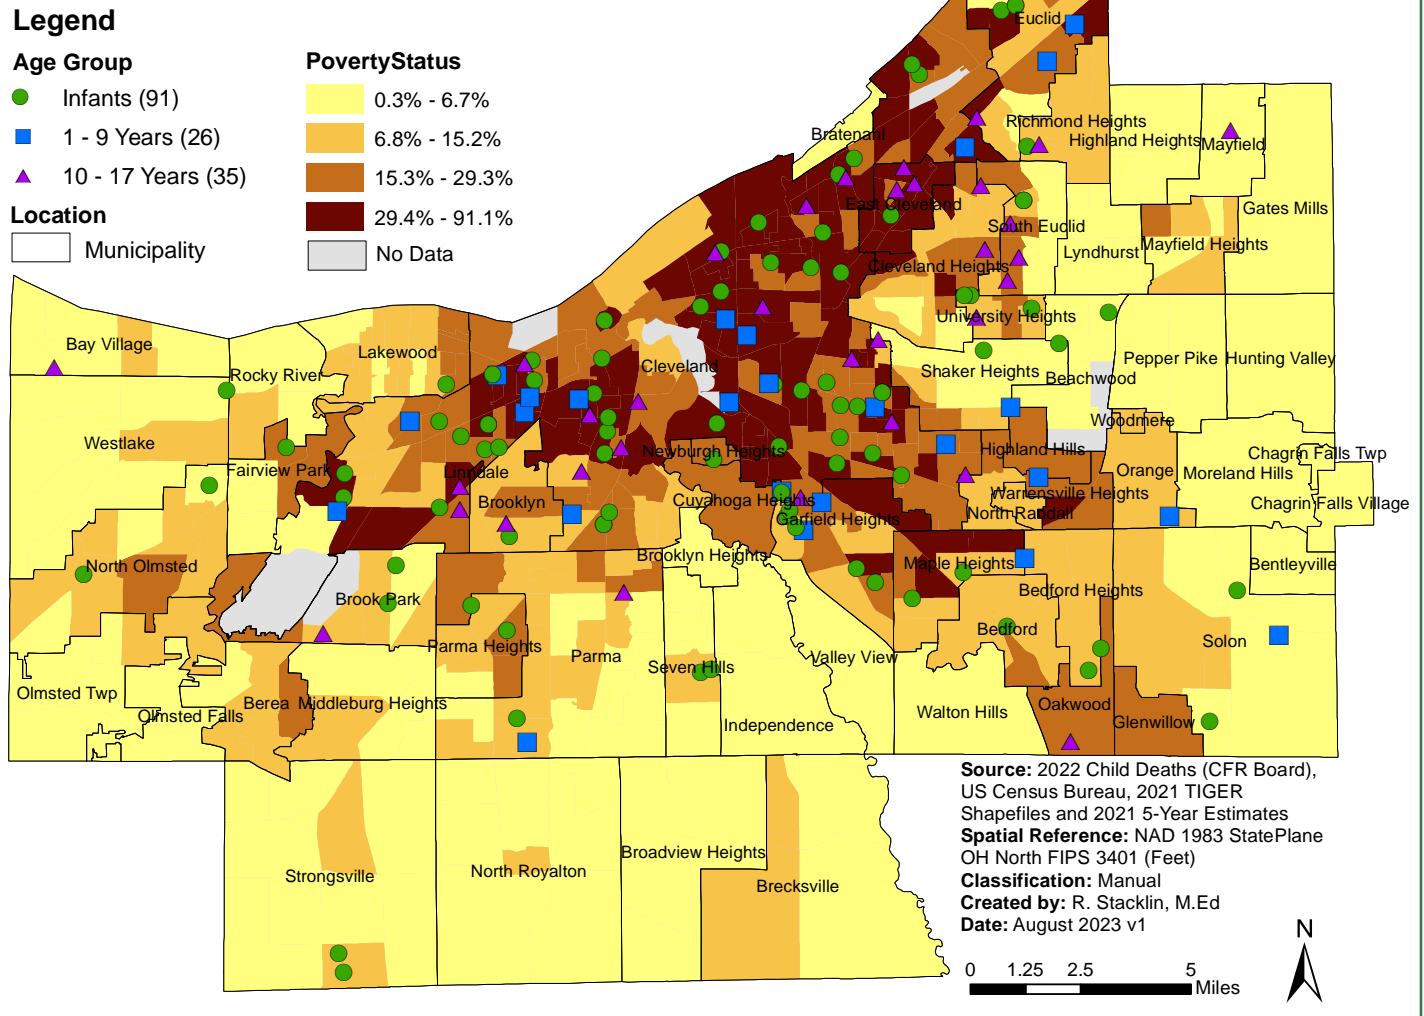 Legend
Age Group
Infants (91)
1 - 9 Years (26)
10 - 17 Years (35)
Location
Municipality
PovertyStatus
0.3% - 6.7%
6.8% - 15.2%
15.3% - 29.3%
29.4% - 91.1%
No Data
Euclid
Bratenahl
Richmond Heights
Highland Heights
Mayfield
East Cleveland
Gates Mills
South Euclid
Lyndhurst
Mayfield Heights
Cleveland Heights
University Heights
Bay Village
Lakewood
Rocky River
Cleveland
Shaker Heights
Beachwood
Pepper Pike
Hunting Valley
Woodmere
Westlake
Fairview Park
Linndale
Newburgh Heights
Highland Hills
Orange
Moreland Hills
Chagrin Falls Twp
Brooklyn
Cuyahoga Heights
Garfield Heights
Warrensville Heights
North Randall
Chagrin Falls Village
North Olmsted
Brooklyn Heights
Maple Heights
Bentleyville
Brook Park
Bedford Heights
Bedford
Parma Heights
Parma
Seven Hills
Valley View
Solon
Olmsted Twp
Olmsted Falls
Berea
Middleburg Heights
Independence
Walton Hills
Oakwood
Glenwillow
Strongsville
North Royalton
Broadview Heights
Brecksville
Source: 2022 Child Deaths (CFR Board),
US Census Bureau, 2021 TIGER
Shapefiles and 2021 5-Year Estimates
Spatial Reference: NAD 1983 StatePlane
OH North FIPS 3401 (Feet)
Classification: Manual
Created by: R. Stacklin, M.Ed
Date: August 2023 v1
N
0 1.25 2.5 5
Miles